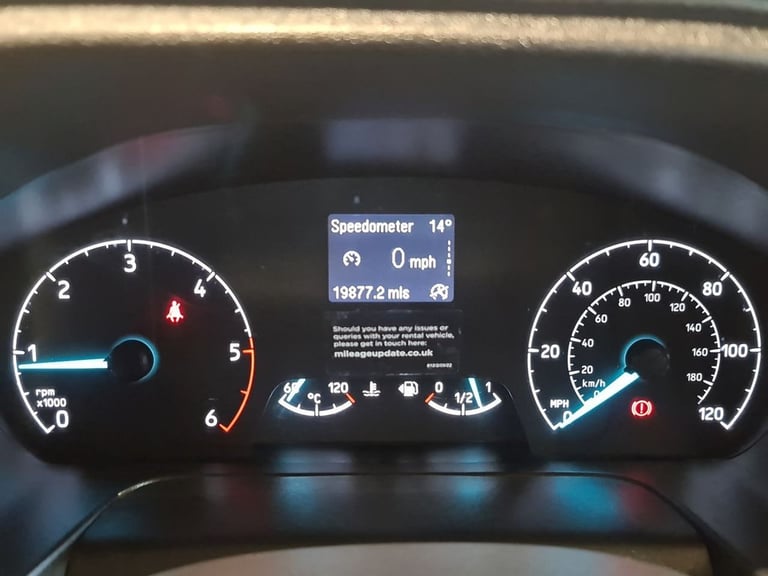 Speedometer 14°
0 mph
19877.2 mls
Should you have any issues or
queries with your rental vehicle,
please get in touch here:
mileageupdate.co.uk
0 1 2 3 4 5 6
rpm
x1000
60 120
°C
0 1/2 1
0 20 40 60 80 100 120
MPH
0 20 40 60 80 100 120 140 160 180
km/h